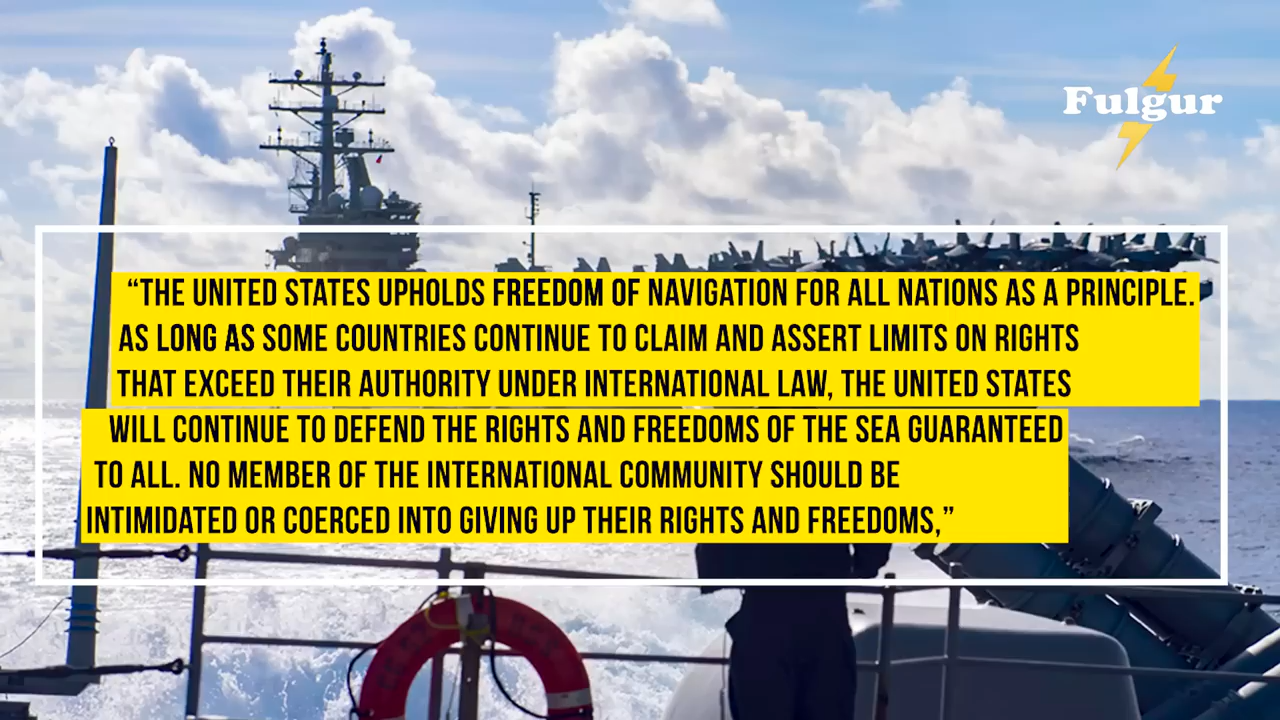 Fulgur
“THE UNITED STATES UPHOLDS FREEDOM OF NAVIGATION FOR ALL NATIONS AS A PRINCIPLE.
AS LONG AS SOME COUNTRIES CONTINUE TO CLAIM AND ASSERT LIMITS ON RIGHTS
THAT EXCEED THEIR AUTHORITY UNDER INTERNATIONAL LAW, THE UNITED STATES
WILL CONTINUE TO DEFEND THE RIGHTS AND FREEDOMS OF THE SEA GUARANTEED
TO ALL. NO MEMBER OF THE INTERNATIONAL COMMUNITY SHOULD BE
INTIMIDATED OR COERCED INTO GIVING UP THEIR RIGHTS AND FREEDOMS,”